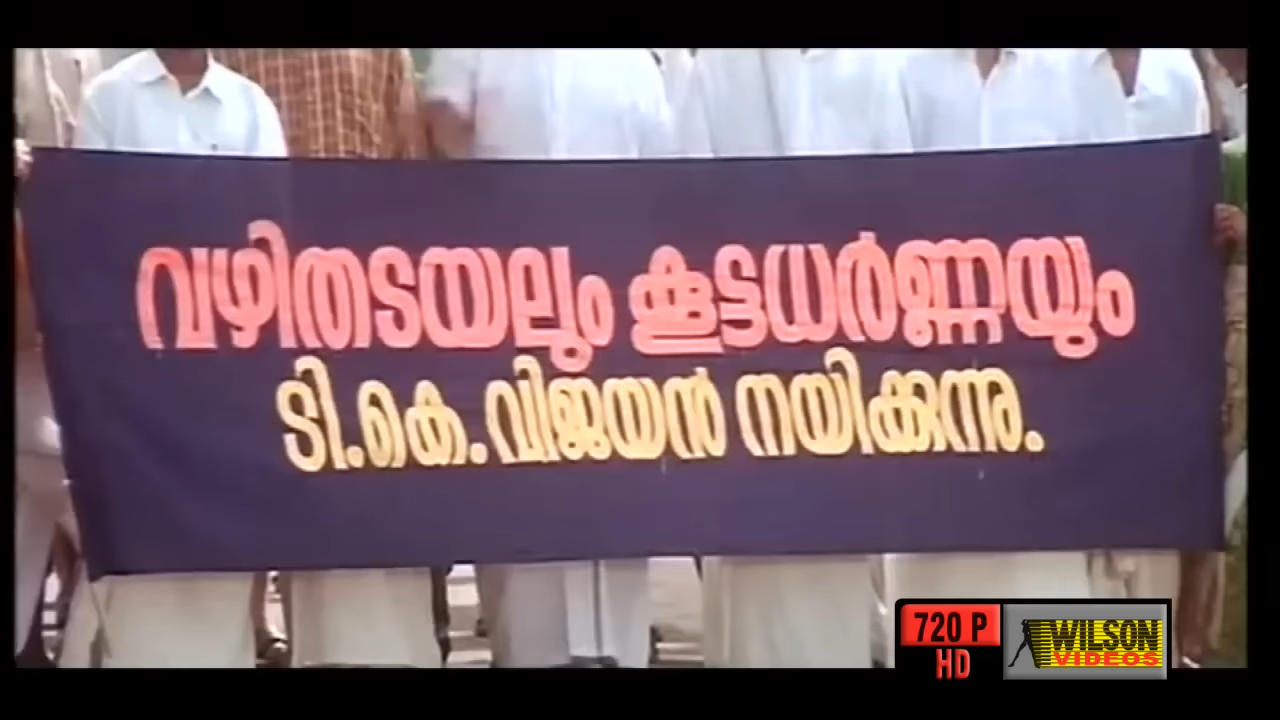 വഴിതടയലും കൂട്ടധർണ്ണയും
ടി.കെ.വിജയൻ നയിക്കുന്നു.
720 P
HD
WILSON
VIDEOS